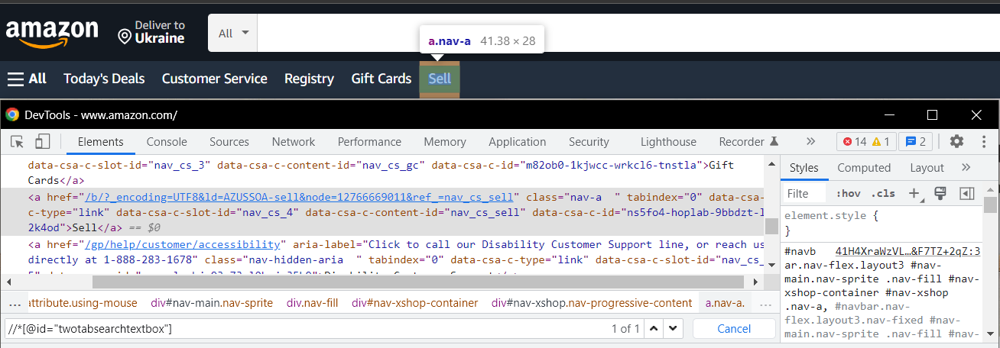 amazon
Deliver to
Ukraine
All
a.nav-a 41.38 × 28
All Today's Deals Customer Service Registry Gift Cards Sell
DevTools - www.amazon.com/
Elements Console Sources Network Performance Memory Application Security Lighthouse Recorder » 14 1 2
data-csa-c-slot-id="nav_cs_3" data-csa-c-content-id="nav_cs_gc" data-csa-c-id="m82ob0-1kjwcc-wrkcl6-tnstla">Gift
Cards</a>
<a href="/b/?_encoding=UTF8&ld=AZUSSOA-sell&node=12766669011&ref_=nav_cs_sell" class="nav-a  " tabindex="0" data-csa-
c-type="link" data-csa-c-slot-id="nav_cs_4" data-csa-c-content-id="nav_cs_sell" data-csa-c-id="ns5fo4-hoplab-9bbdzt-l
2k4od">Sell</a> == $0
<a href="/gp/help/customer/accessibility" aria-label="Click to call our Disability Customer Support line, or reach us
directly at 1-888-283-1678" class="nav-hidden-aria  " tabindex="0" data-csa-c-type="link" data-csa-c-slot-id="nav_cs_
... attribute.using-mouse div#nav-main.nav-sprite div.nav-fill div#nav-xshop-container div#nav-xshop.nav-progressive-content a.nav-a. ...
//*[@id="twotabsearchtextbox"] 1 of 1 Cancel
Styles Computed Layout »
Filte :hov .cls +
element.style {
}
#navb 41H4XraWzVL…&F7TZ+2qZ:3
ar.nav-flex.layout3 #nav-
main.nav-sprite .nav-fill #nav-
xshop-container #nav-xshop
.nav-a, #navbar.nav-
flex.layout3.nav-fixed #nav-
main.nav-sprite .nav-fill #nav-